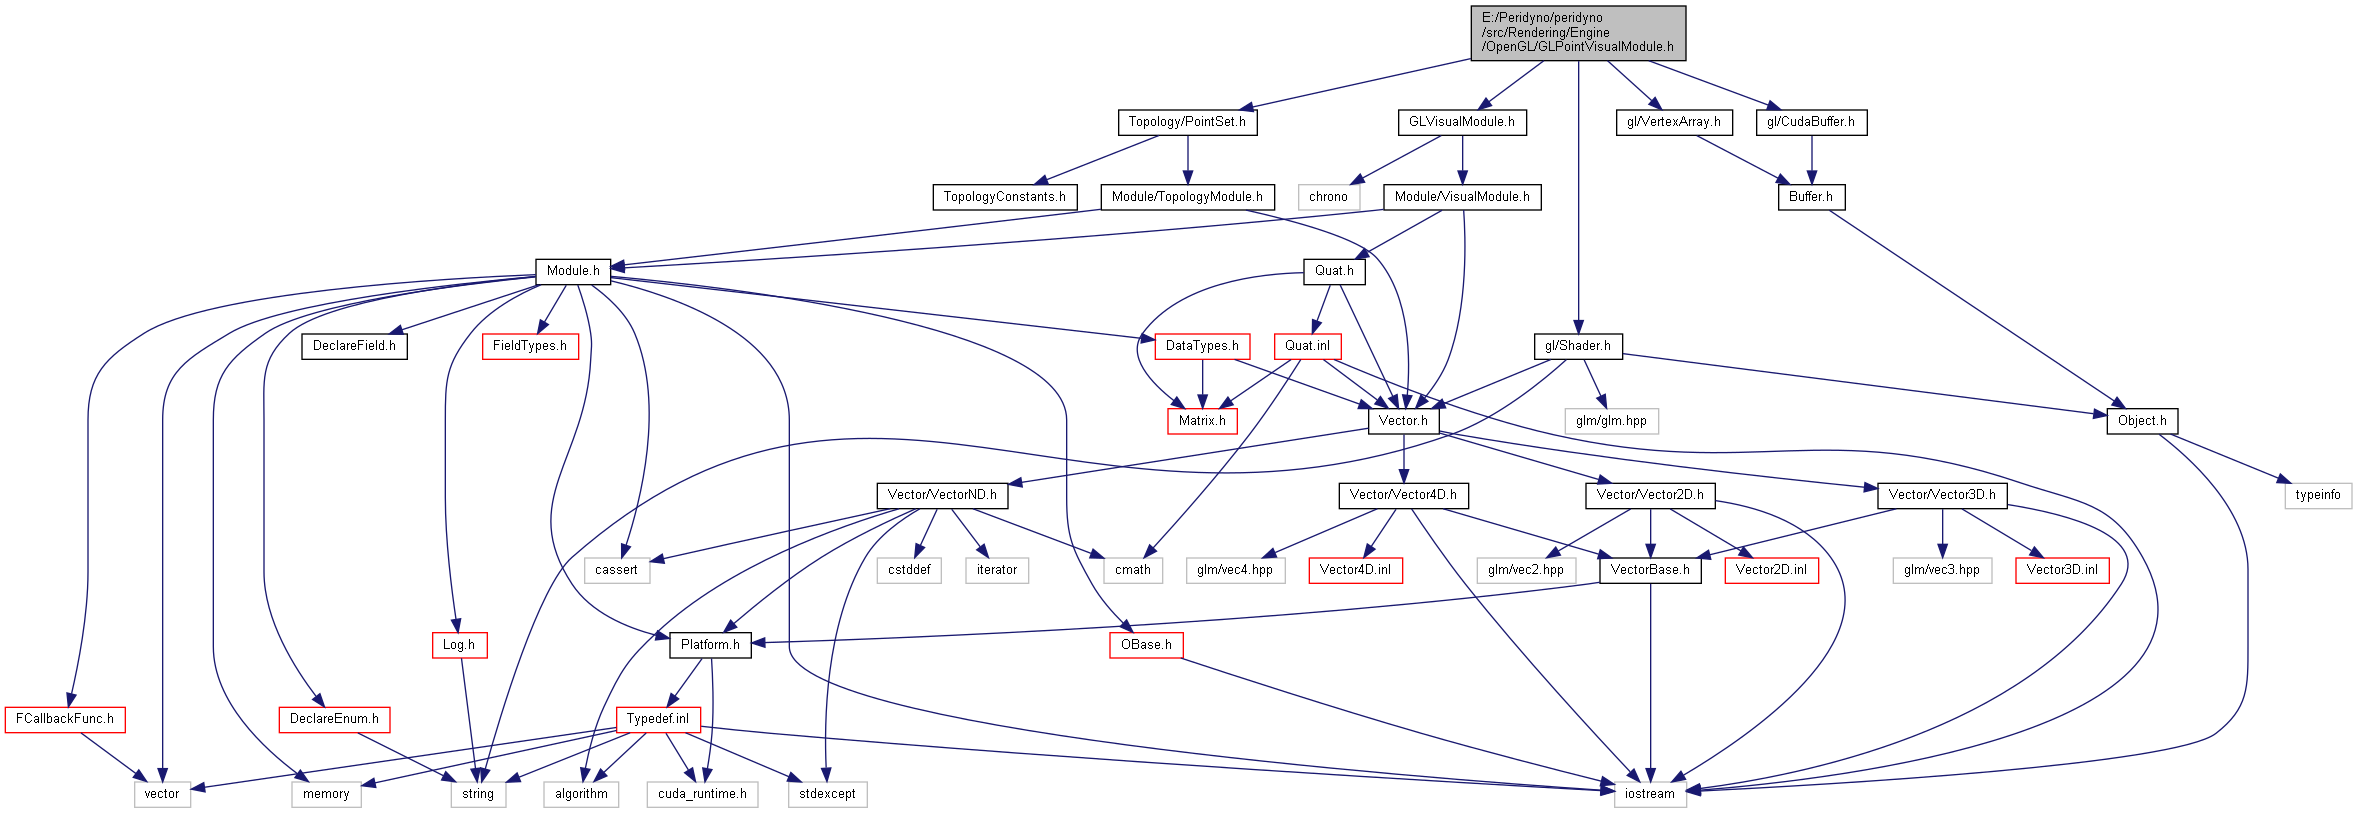 E:/Peridyno/peridyno
/src/Rendering/Engine
/OpenGL/GLPointVisualModule.h
Topology/PointSet.h
GLVisualModule.h
gl/VertexArray.h
gl/CudaBuffer.h
TopologyConstants.h
Module/TopologyModule.h
chrono
Module/VisualModule.h
Buffer.h
Module.h
Quat.h
DeclareField.h
FieldTypes.h
DataTypes.h
Quat.inl
gl/Shader.h
Matrix.h
Vector.h
glm/glm.hpp
Object.h
Vector/VectorND.h
Vector/Vector4D.h
Vector/Vector2D.h
Vector/Vector3D.h
typeinfo
cassert
cstddef
iterator
cmath
glm/vec4.hpp
Vector4D.inl
glm/vec2.hpp
VectorBase.h
Vector2D.inl
glm/vec3.hpp
Vector3D.inl
Log.h
Platform.h
OBase.h
FCallbackFunc.h
DeclareEnum.h
Typedef.inl
vector
memory
string
algorithm
cuda_runtime.h
stdexcept
iostream